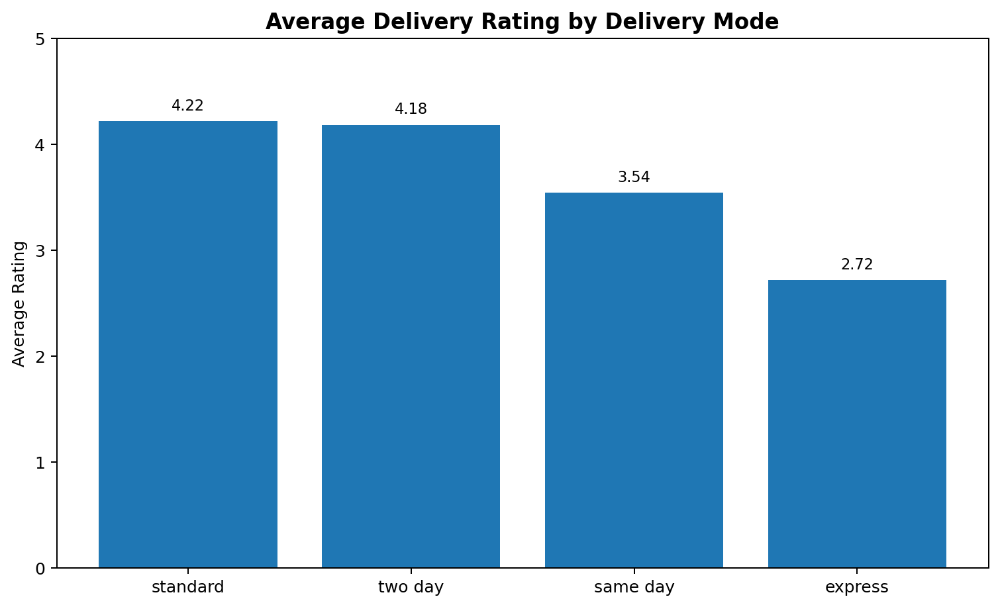 Average Delivery Rating by Delivery Mode
5
4
3
2
1
0
Average Rating
4.22
4.18
3.54
2.72
standard
two day
same day
express